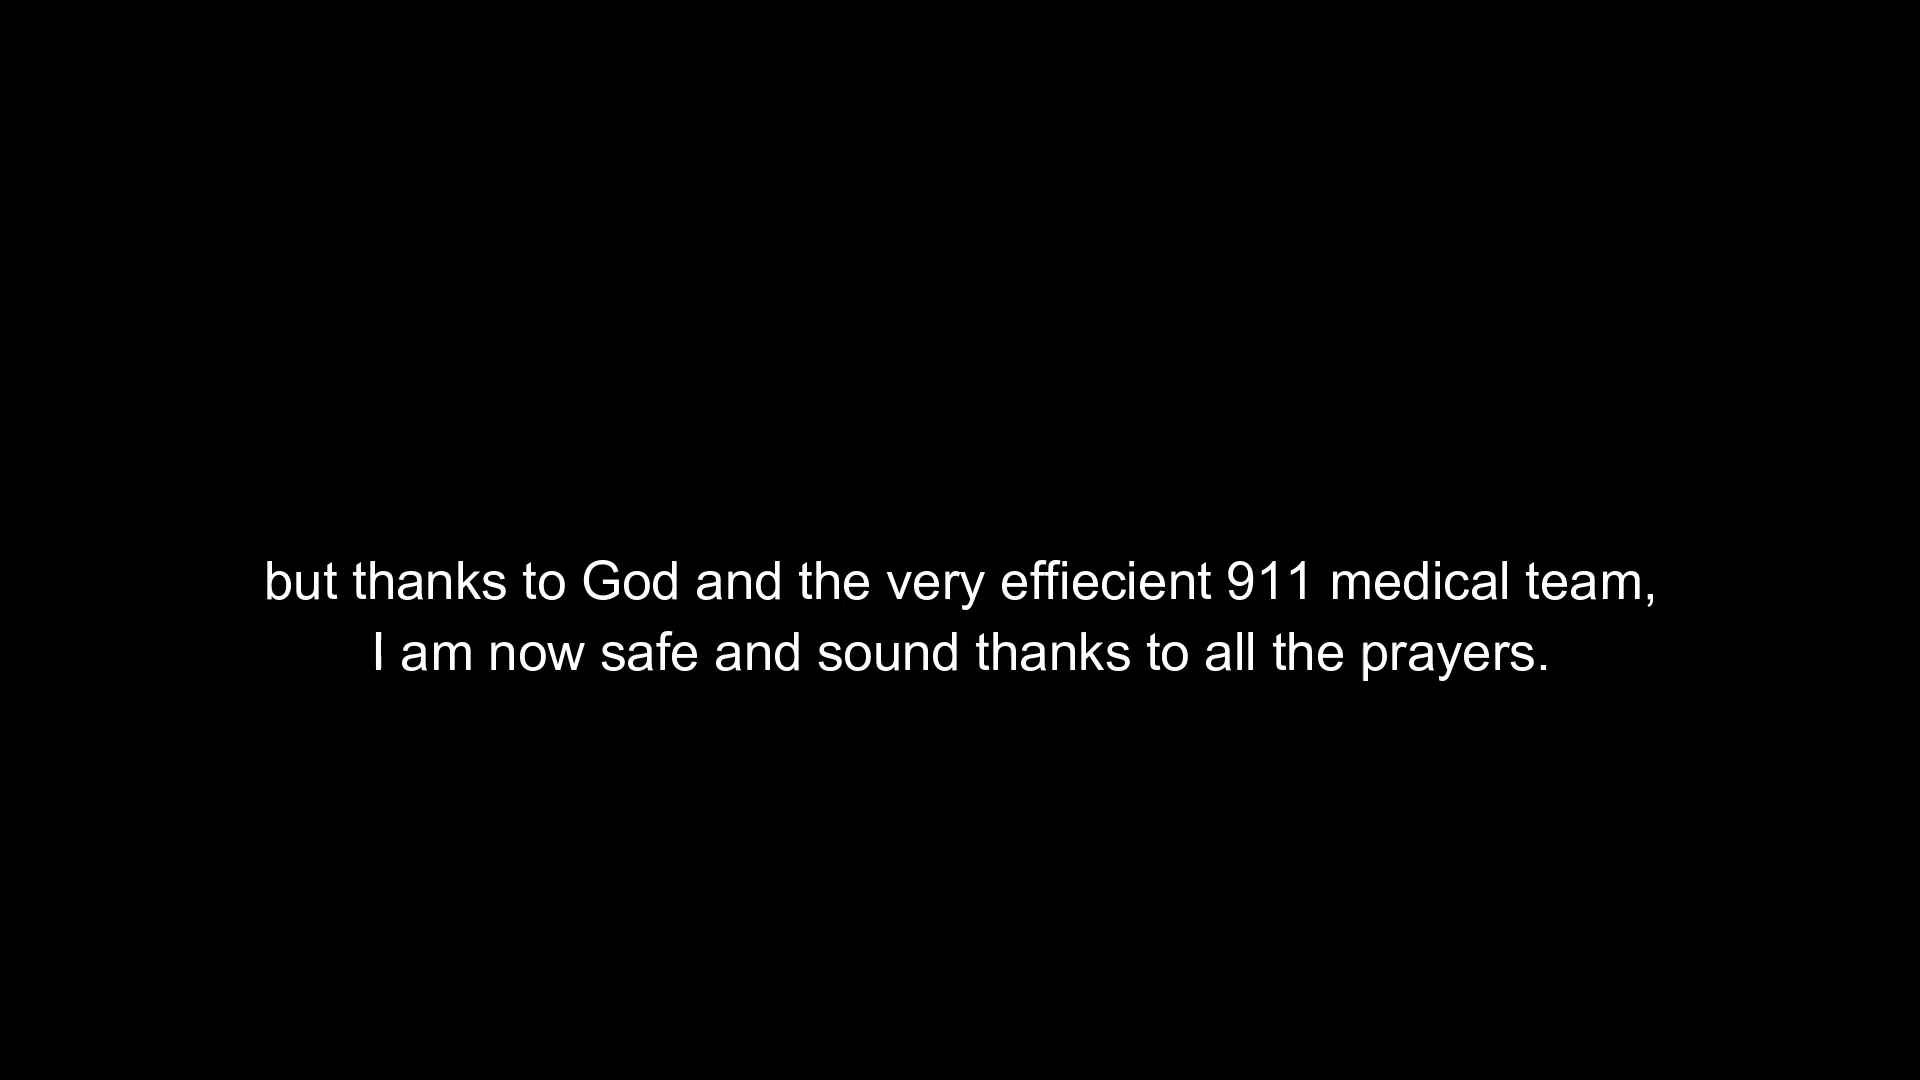 but thanks to God and the very effiecient 911 medical team,
I am now safe and sound thanks to all the prayers.